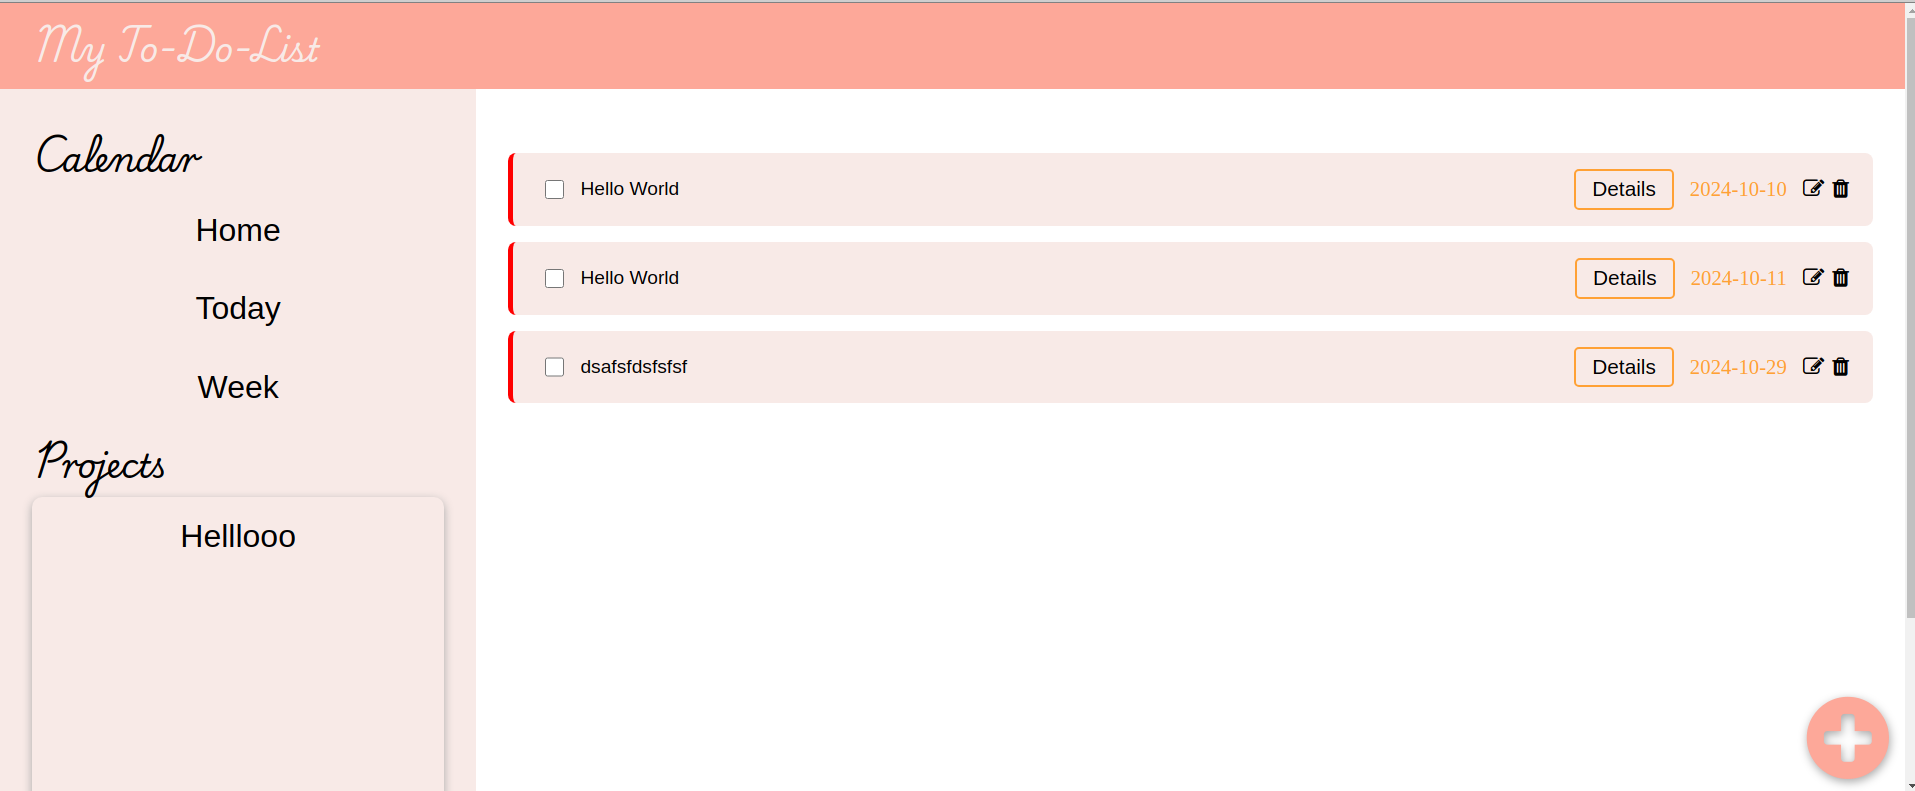 My To-Do-List
Calendar
Home
Today
Week
Projects
Helllooo
Hello World Details 2024-10-10
Hello World Details 2024-10-11
dsafsfdsfsfsf Details 2024-10-29